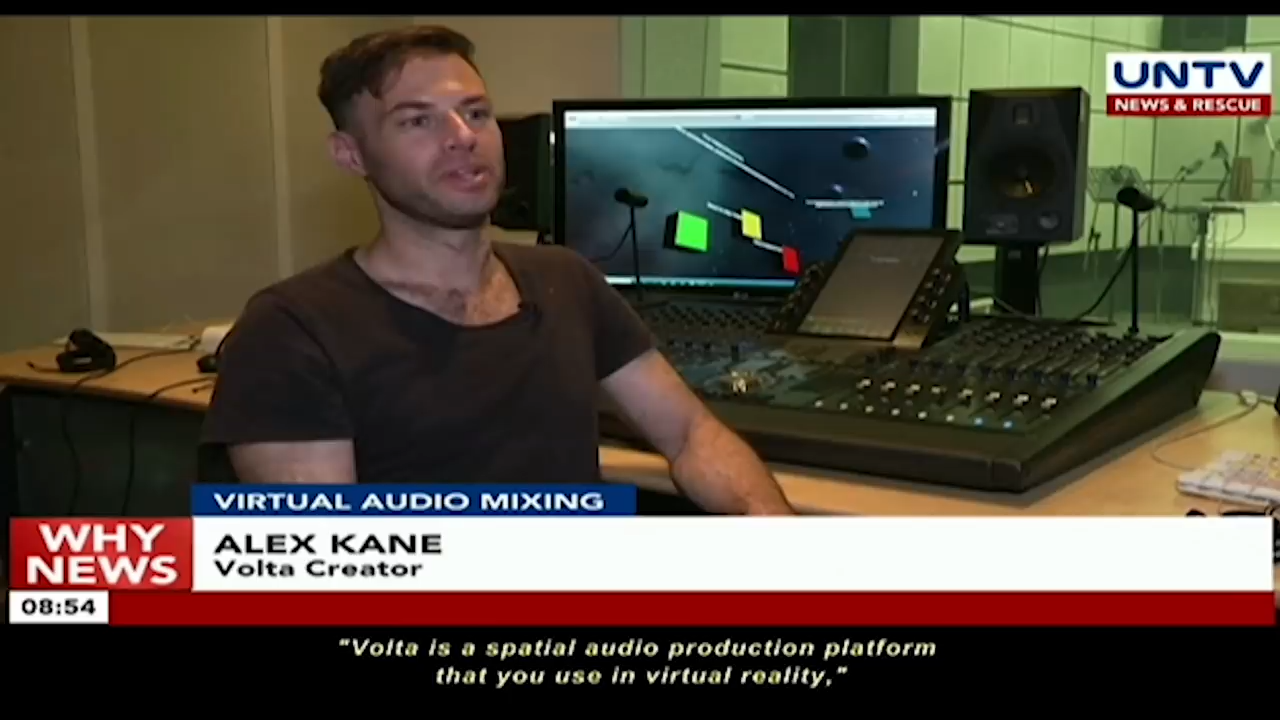 UNTV
NEWS & RESCUE
VIRTUAL AUDIO MIXING
WHY
NEWS
ALEX KANE
Volta Creator
08:54
"Volta is a spatial audio production platform
that you use in virtual reality,"